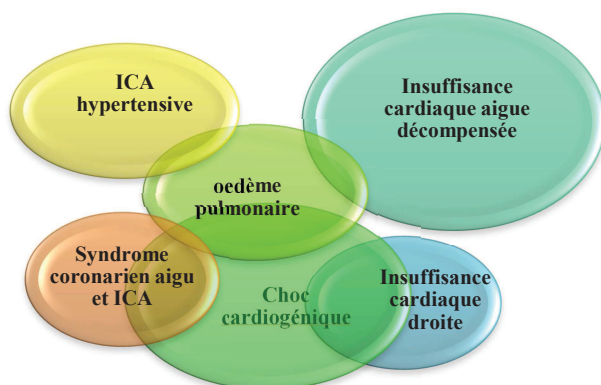 ICA
hypertensive
Insuffisance
cardiaque aigue
décompensée
oedème
pulmonaire
Syndrome
coronarien aigu
et ICA
Choc
cardiogénique
Insuffisance
cardiaque
droite